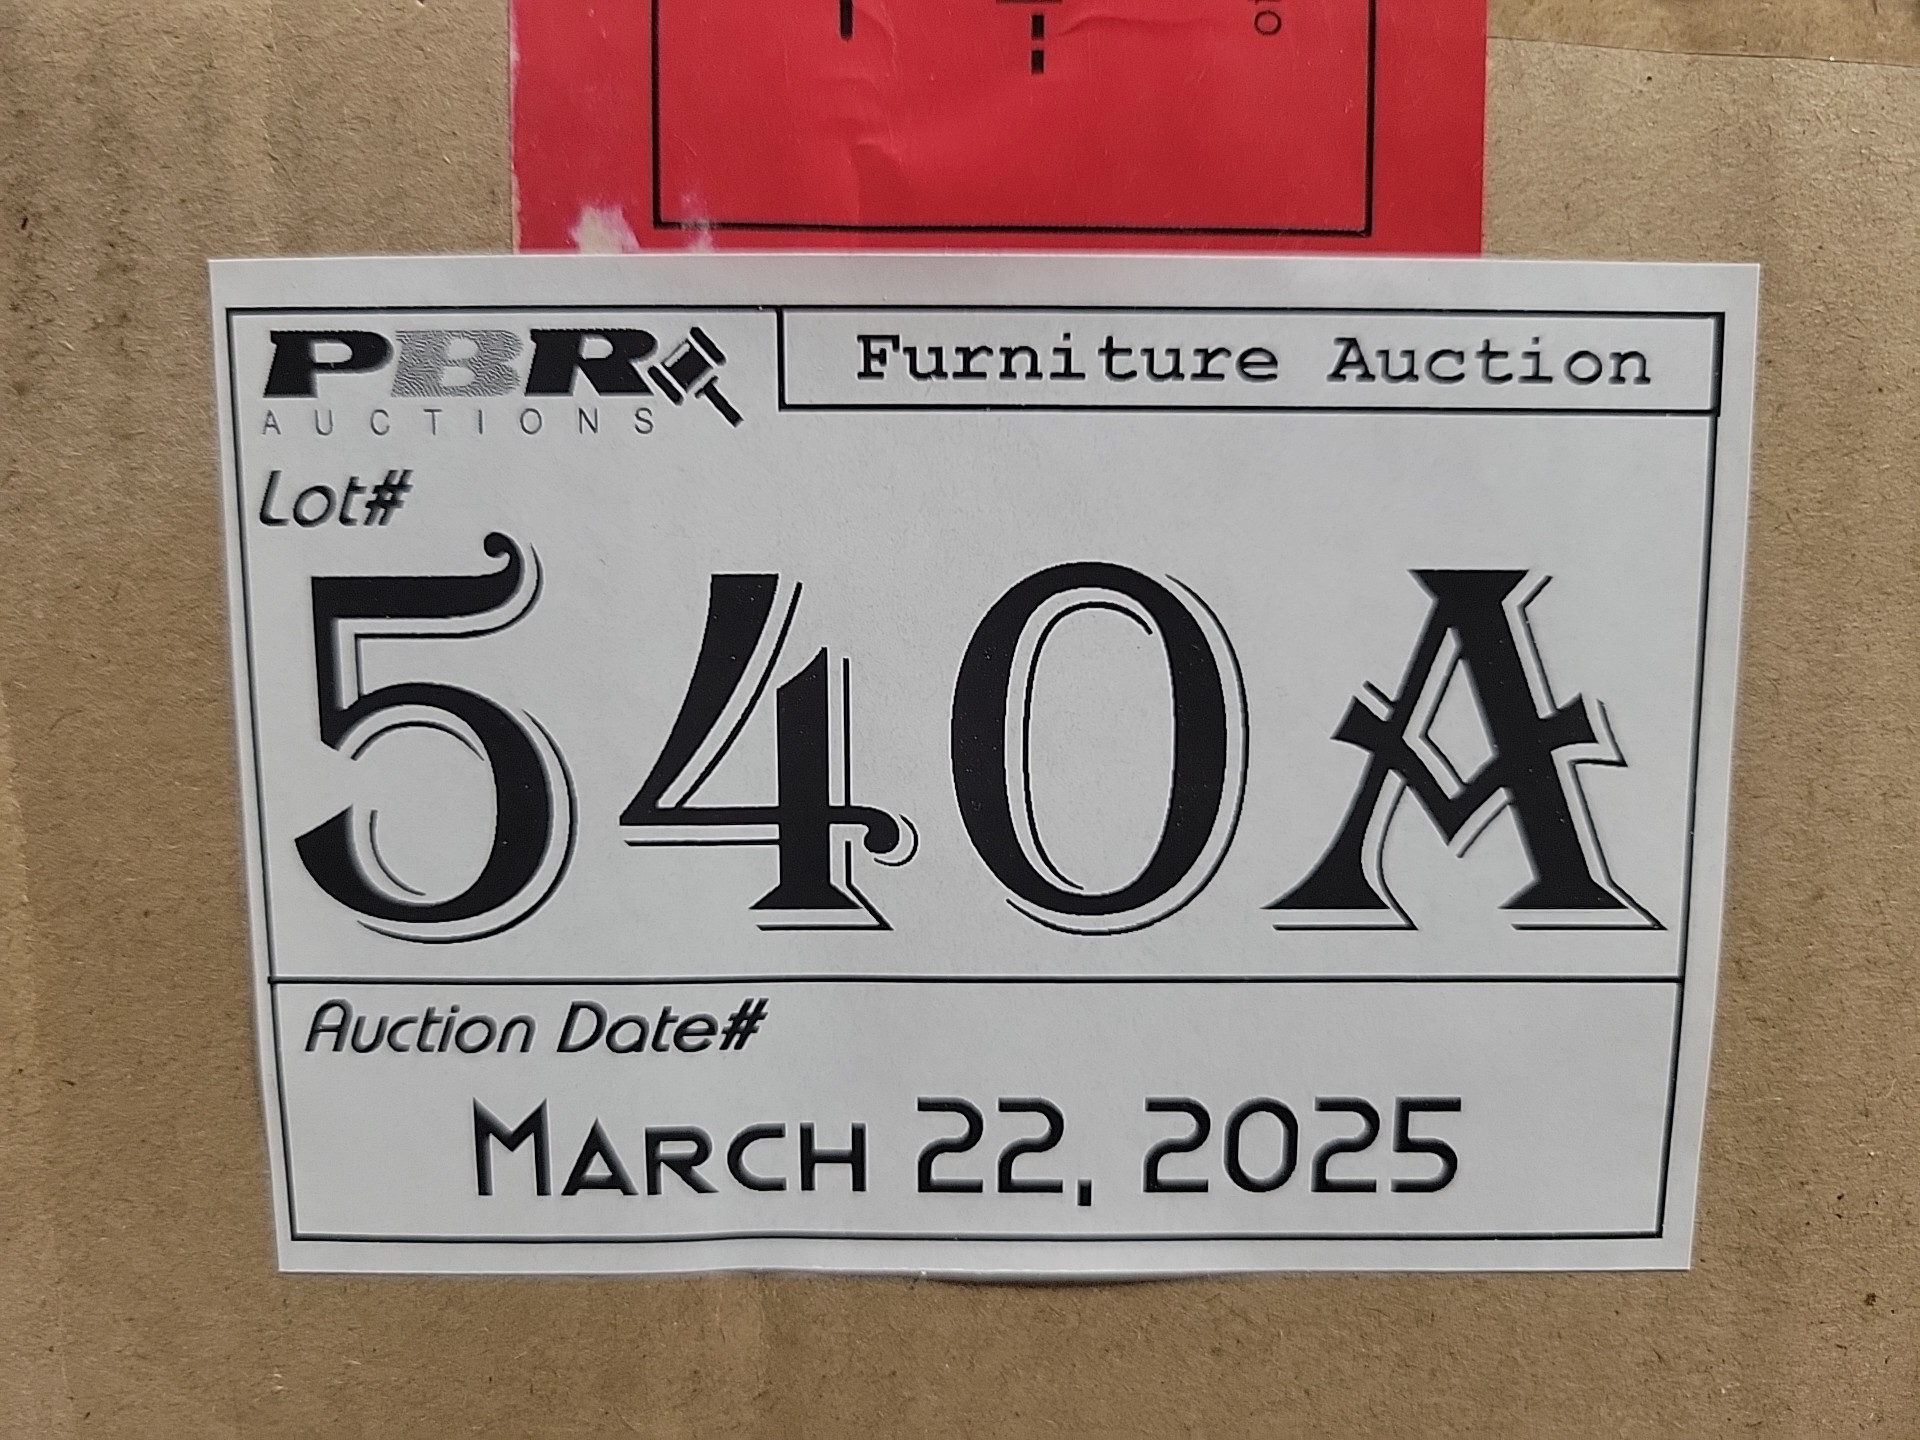 PBR
AUCTIONS
Furniture Auction
Lot#
540A
Auction Date#
MARCH 22, 2025